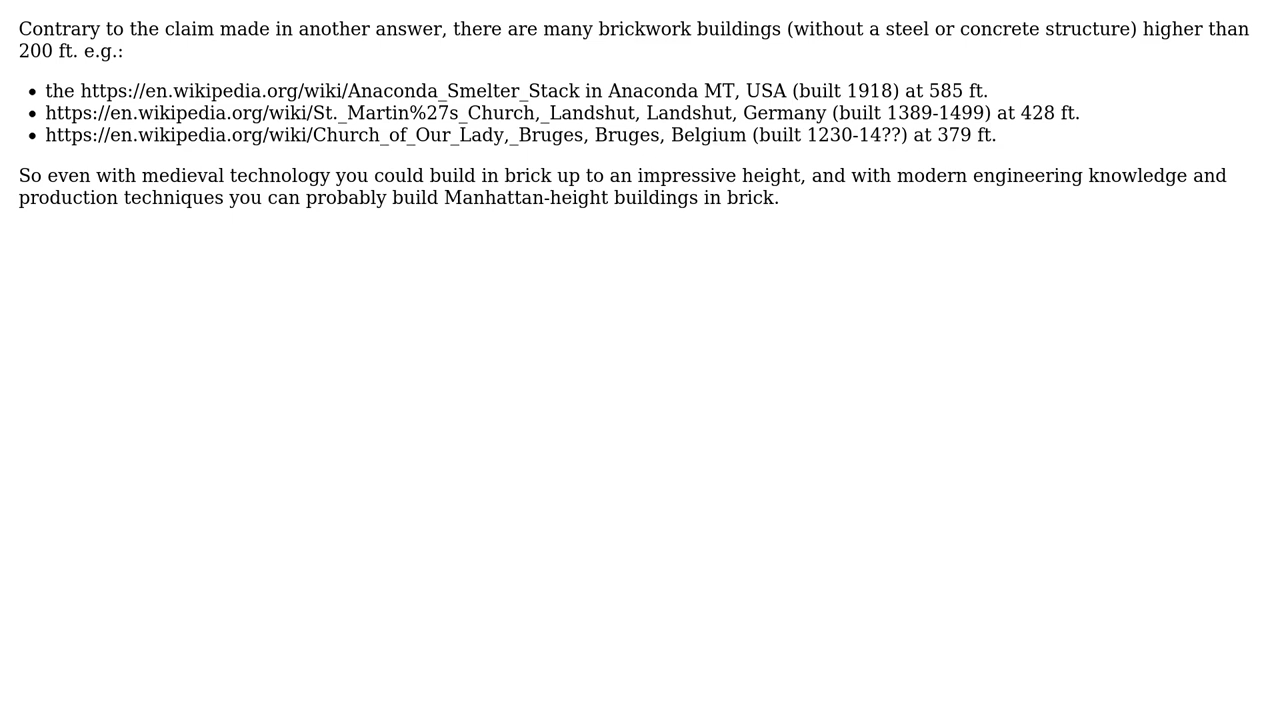 Contrary to the claim made in another answer, there are many brickwork buildings (without a steel or concrete structure) higher than
200 ft. e.g.:
• the https://en.wikipedia.org/wiki/Anaconda_Smelter_Stack in Anaconda MT, USA (built 1918) at 585 ft.
• https://en.wikipedia.org/wiki/St._Martin%27s_Church,_Landshut, Landshut, Germany (built 1389-1499) at 428 ft.
• https://en.wikipedia.org/wiki/Church_of_Our_Lady,_Bruges, Bruges, Belgium (built 1230-14??) at 379 ft.
So even with medieval technology you could build in brick up to an impressive height, and with modern engineering knowledge and
production techniques you can probably build Manhattan-height buildings in brick.